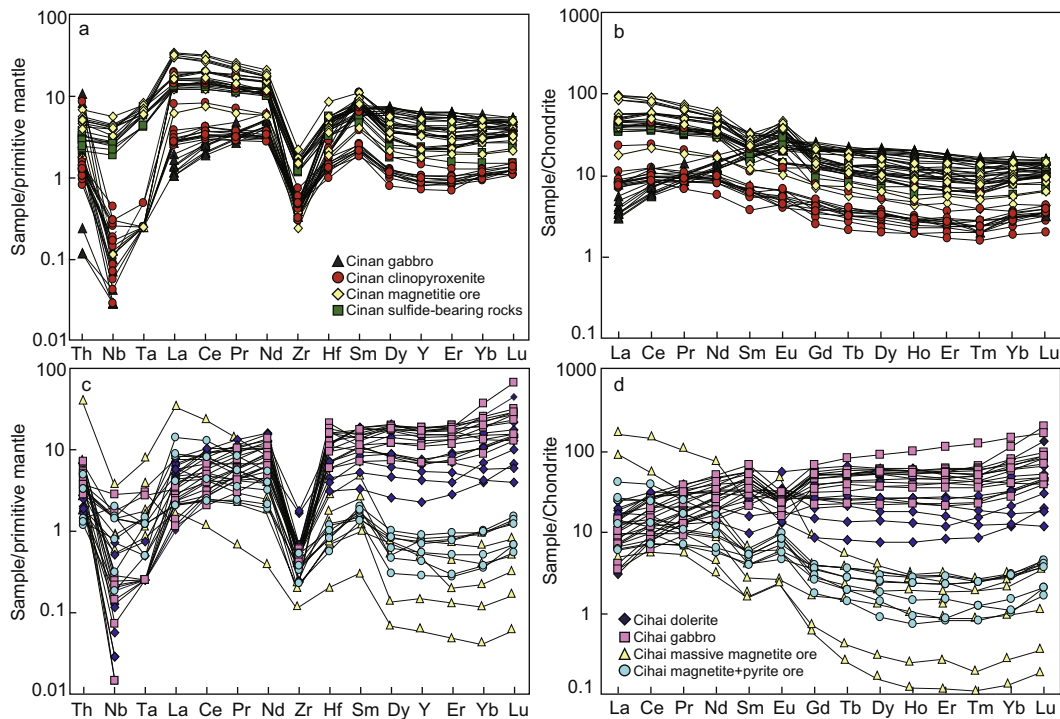 a
Sample/primitive mantle
100
10
1
0.1
0.01
Cinan gabbro
Cinan clinopyroxenite
Cinan magnetitie ore
Cinan sulfide-bearing rocks
Th Nb Ta La Ce Pr Nd Zr Hf Sm Dy Y Er Yb Lu
b
Sample/Chondrite
1000
100
10
1
0.1
La Ce Pr Nd Sm Eu Gd Tb Dy Ho Er Tm Yb Lu
c
Sample/primitive mantle
100
10
1
0.1
0.01
Th Nb Ta La Ce Pr Nd Zr Hf Sm Dy Y Er Yb Lu
d
Sample/Chondrite
1000
100
10
1
0.1
Cihai dolerite
Cihai gabbro
Cihai massive magnetite ore
Cihai magnetite+pyrite ore
La Ce Pr Nd Sm Eu Gd Tb Dy Ho Er Tm Yb Lu